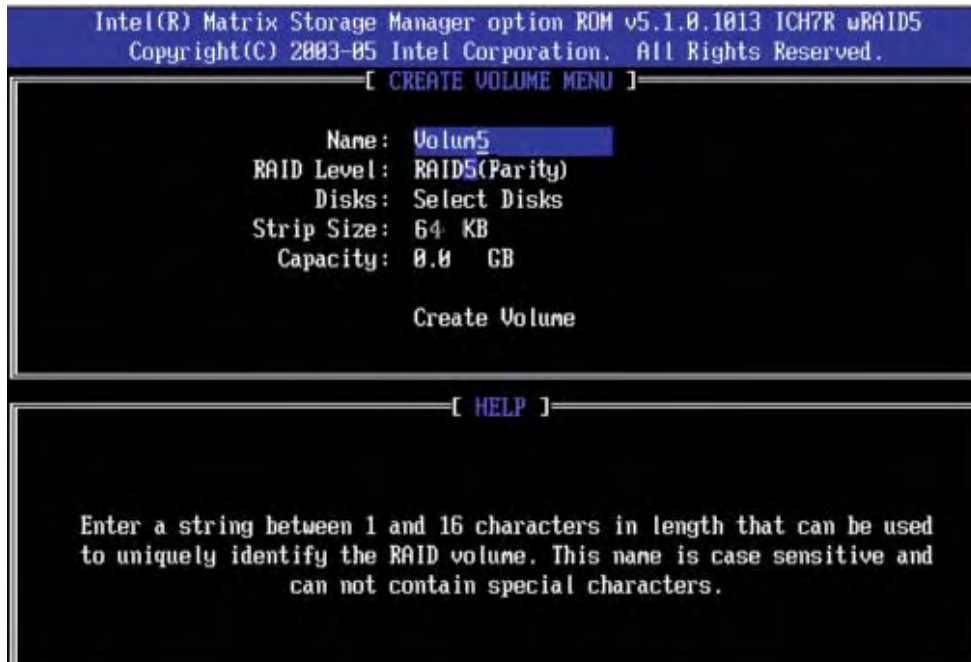 Intel(R) Matrix Storage Manager option ROM v5.1.0.1013 ICH7R wRAID5
Copyright(C) 2003-05 Intel Corporation. All Rights Reserved.
[ CREATE VOLUME MENU ]
Name: Volum5
RAID Level: RAID5(Parity)
Disks: Select Disks
Strip Size: 64 KB
Capacity: 0.0 GB
Create Volume
[ HELP ]
Enter a string between 1 and 16 characters in length that can be used
to uniquely identify the RAID volume. This name is case sensitive and
can not contain special characters.